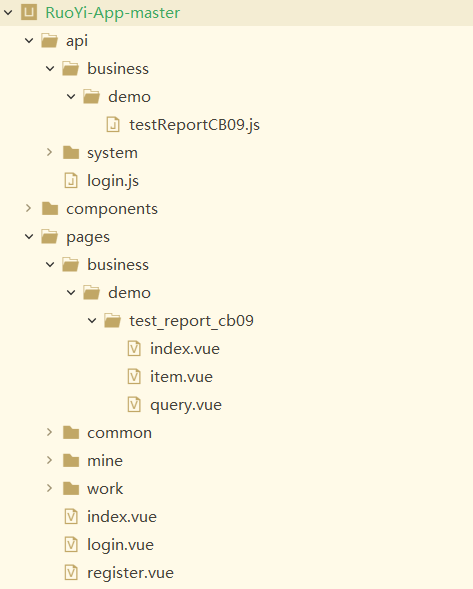 RuoYi-App-master
api
business
demo
testReportCB09.js
system
login.js
components
pages
business
demo
test_report_cb09
index.vue
item.vue
query.vue
common
mine
work
index.vue
login.vue
register.vue